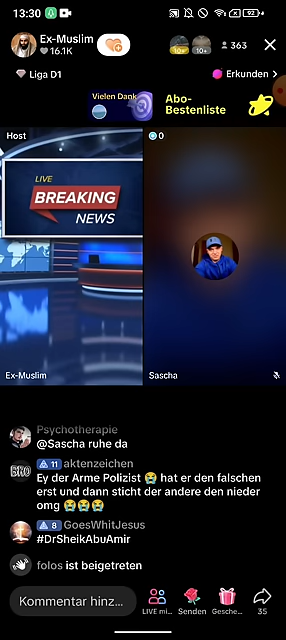 13:30
92
Ex-Muslim
16.1K
10+
10+
363
Liga D1
Erkunden >
Vielen Dank
Abo-
Bestenliste
Host
0
LIVE
BREAKING
NEWS
Ex-Muslim
Sascha
Psychotherapie
@Sascha ruhe da
11 aktenzeichen
Ey der Arme Polizist 😭 hat er den falschen
erst und dann sticht der andere den nieder
omg 😭😭😭
8 GoesWhitJesus
#DrSheikAbuAmir
folos ist beigetreten
Kommentar hinz...
LIVE mi...
Senden
Gesche...
35